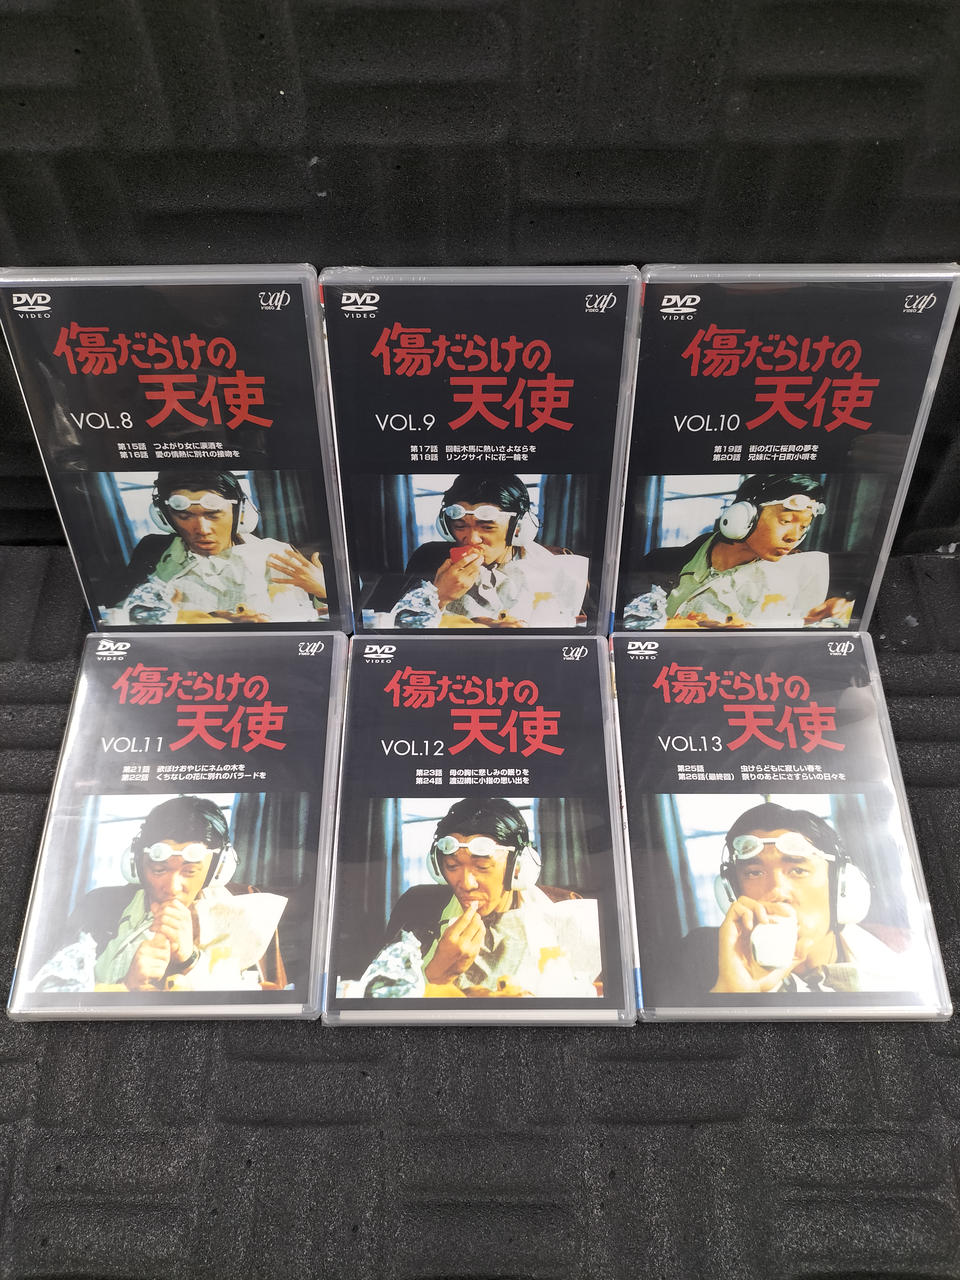 DVD
VIDEO
vap
VIDEO
傷だらけの
天使
VOL.8
第15話 つよがり女に涙酒を
第16話 愛の情熱に別れの接吻を
DVD
VIDEO
vap
VIDEO
傷だらけの
天使
VOL.9
第17話 回転木馬に熱いさよならを
第18話 リングサイドに花一輪を
DVD
VIDEO
vap
VIDEO
傷だらけの
天使
VOL.10
第19話 街の灯に桜貝の夢を
第20話 兄妹に十日町小唄を
DVD
VIDEO
vap
VIDEO
傷だらけの
天使
VOL.11
第21話 欲ぼけおやじにネムの木を
第22話 くちなしの花に別れのバラードを
DVD
VIDEO
vap
VIDEO
傷だらけの
天使
VOL.12
第23話 母の胸に悲しみの眠りを
第24話 渡辺綱に小指の思い出を
DVD
VIDEO
vap
VIDEO
傷だらけの
天使
VOL.13
第25話 虫けらどもに寂しい春を
第26話(最終回) 祭りのあとにさすらいの日々を